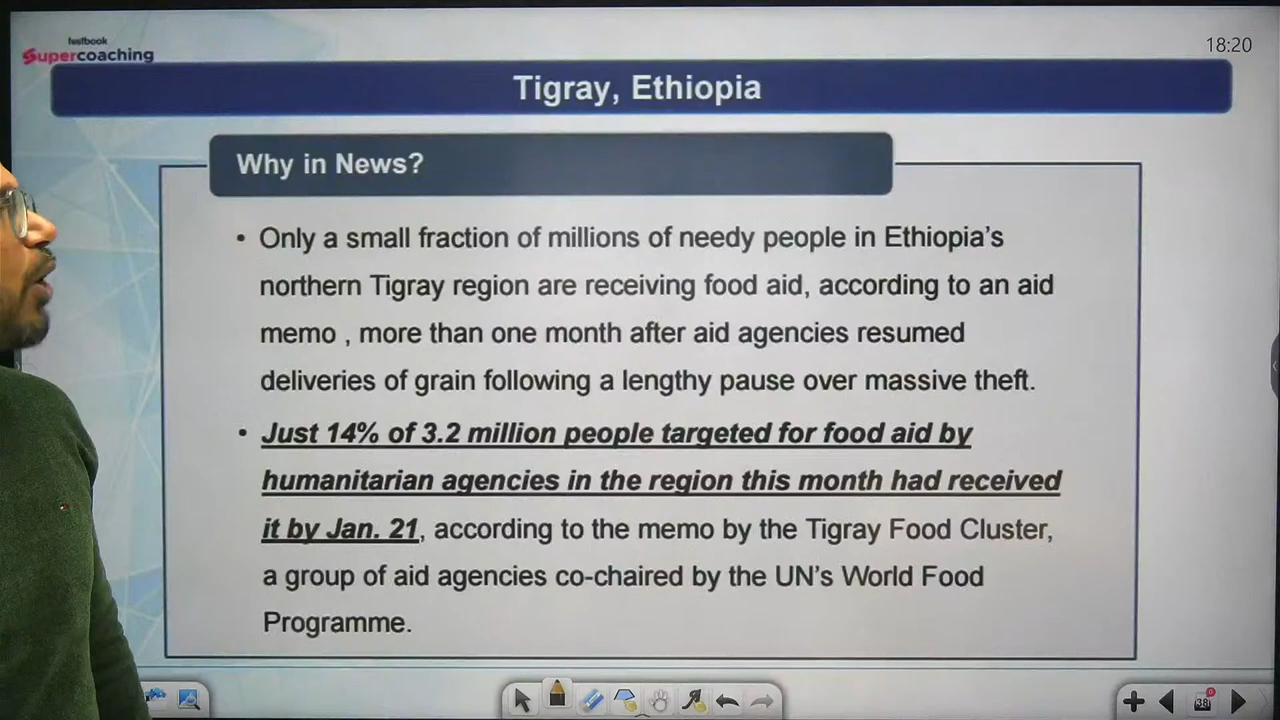 testbook
Supercoaching
18:20
Tigray, Ethiopia
Why in News?
• Only a small fraction of millions of needy people in Ethiopia’s
northern Tigray region are receiving food aid, according to an aid
memo , more than one month after aid agencies resumed
deliveries of grain following a lengthy pause over massive theft.
• Just 14% of 3.2 million people targeted for food aid by
humanitarian agencies in the region this month had received
it by Jan. 21, according to the memo by the Tigray Food Cluster,
a group of aid agencies co-chaired by the UN’s World Food
Programme.
38